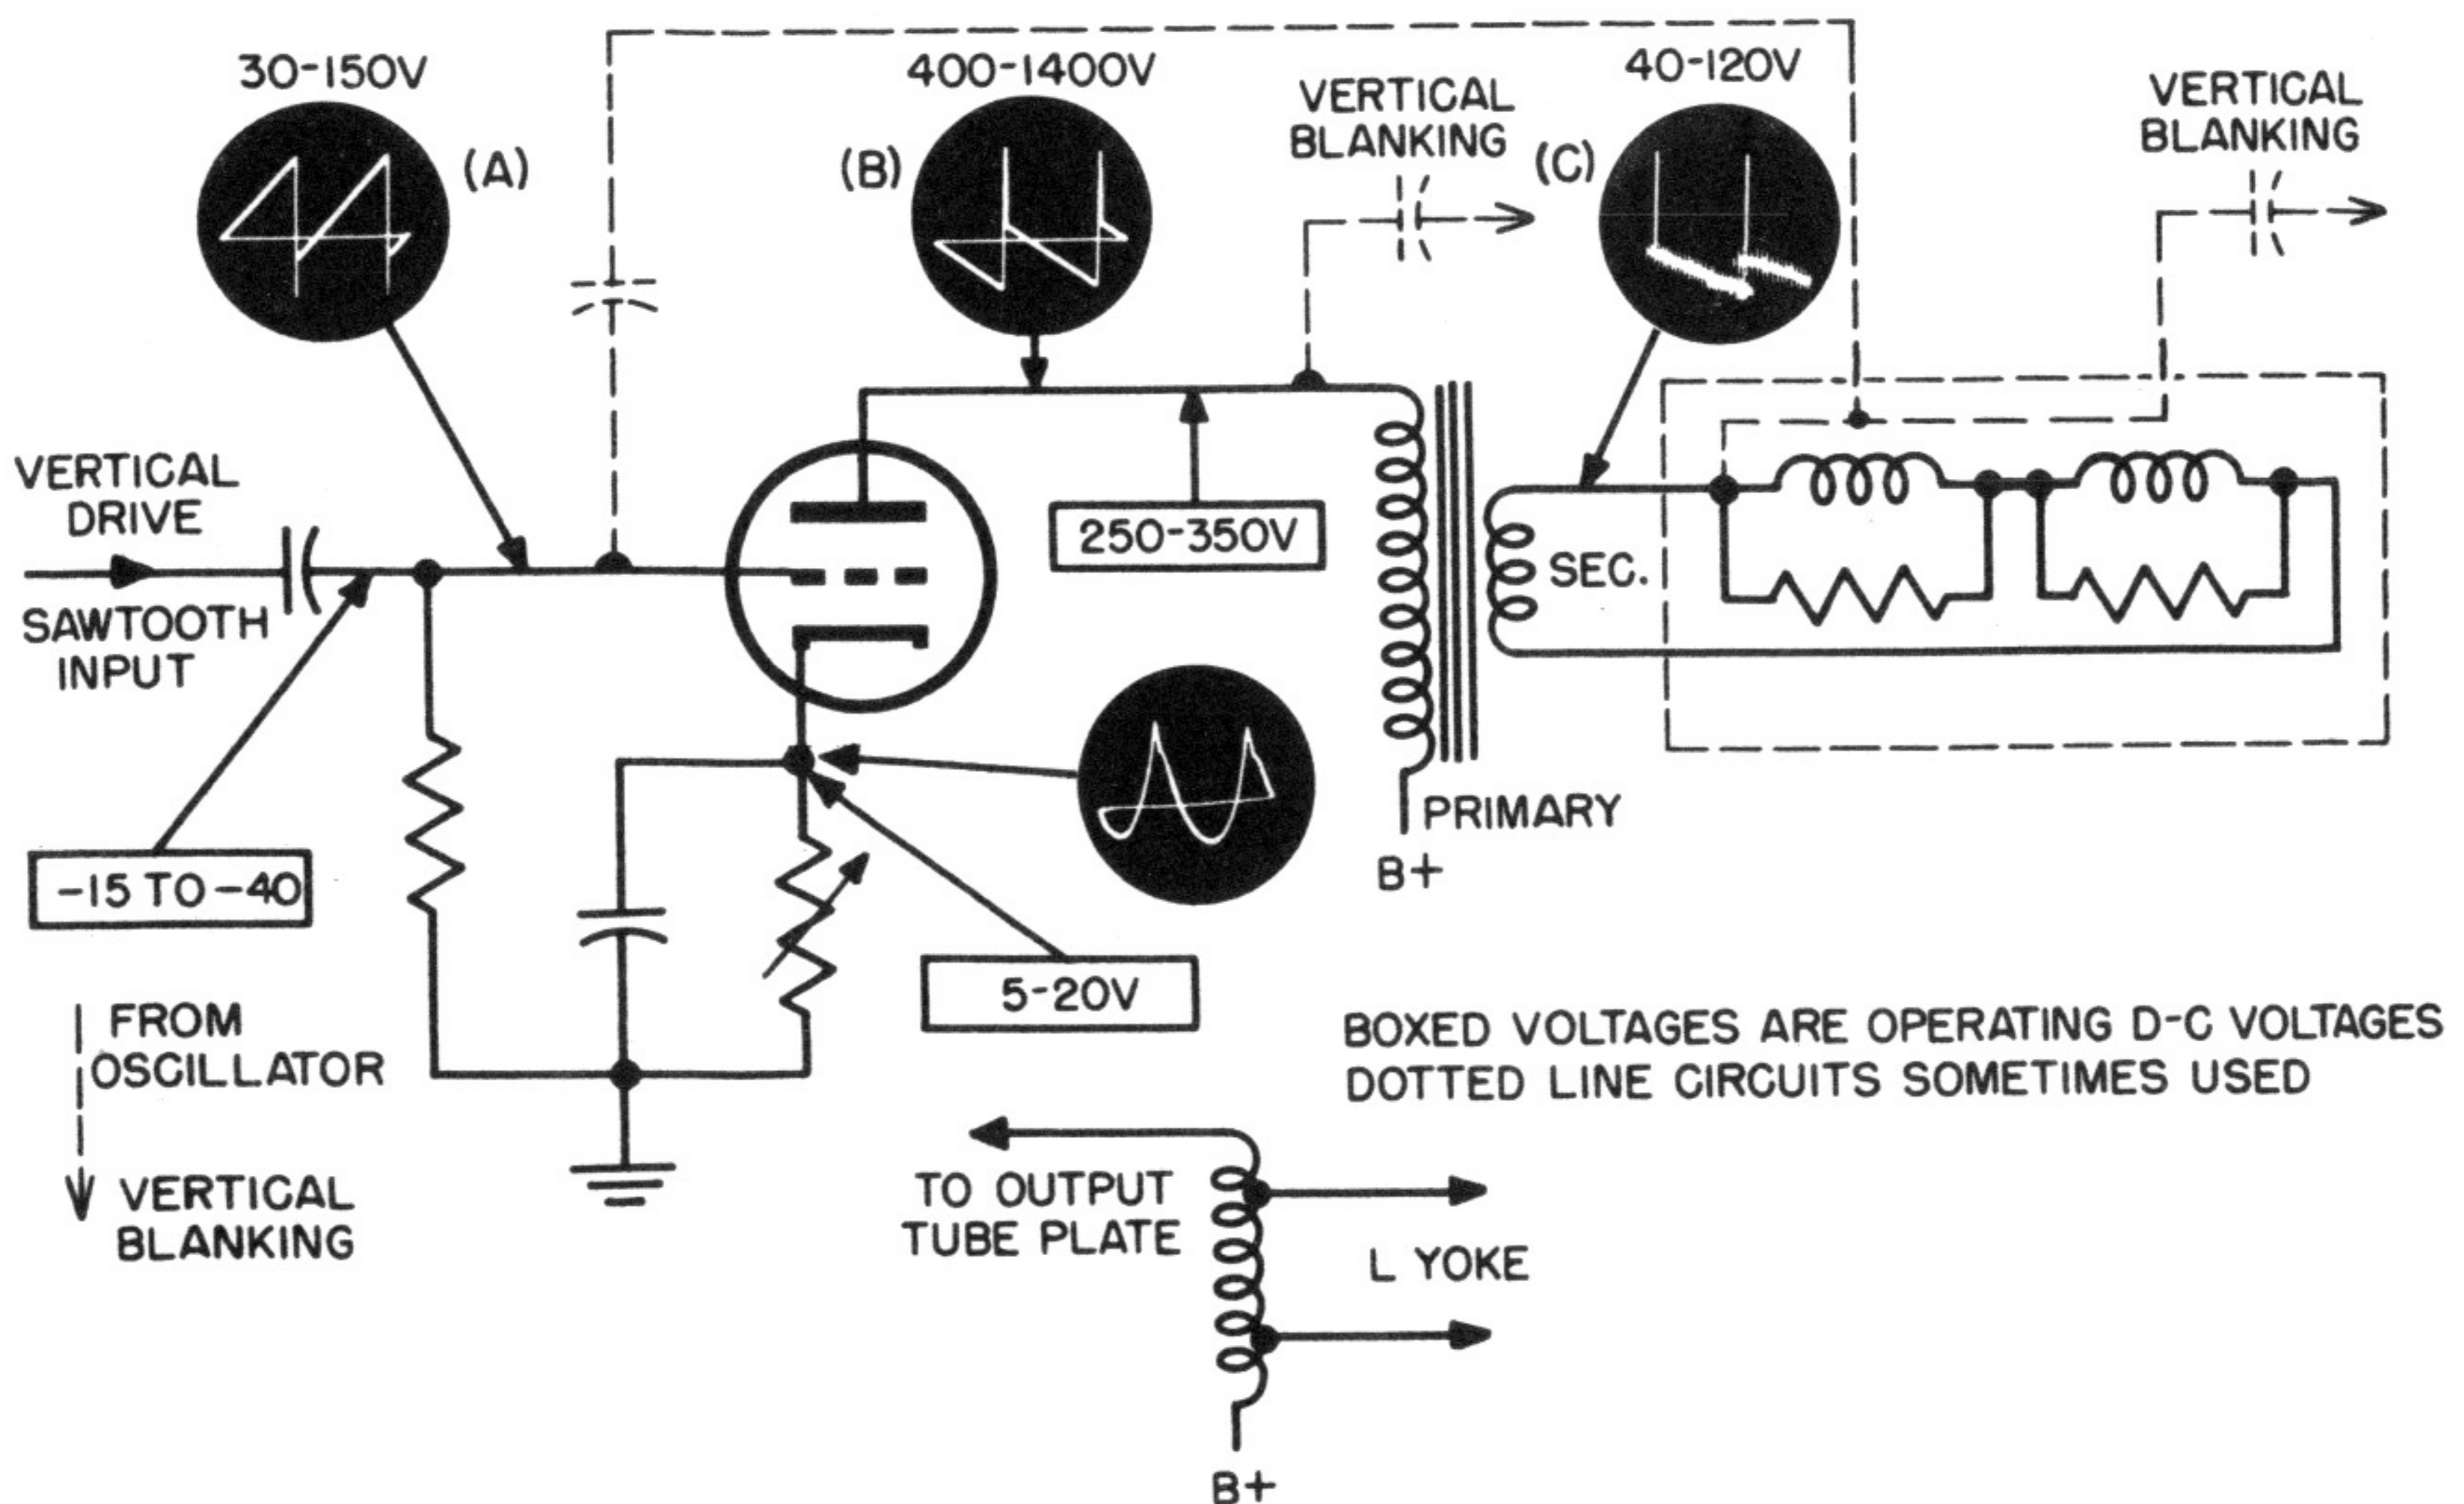 30-150V
(A)
400-1400V
(B)
VERTICAL
BLANKING
40-120V
(C)
VERTICAL
BLANKING
VERTICAL
DRIVE
SAWTOOTH
INPUT
250-350V
SEC.
PRIMARY
B+
-15 TO -40
5-20V
FROM
OSCILLATOR
VERTICAL
BLANKING
BOXED VOLTAGES ARE OPERATING D-C VOLTAGES
DOTTED LINE CIRCUITS SOMETIMES USED
TO OUTPUT
TUBE PLATE
L YOKE
B+